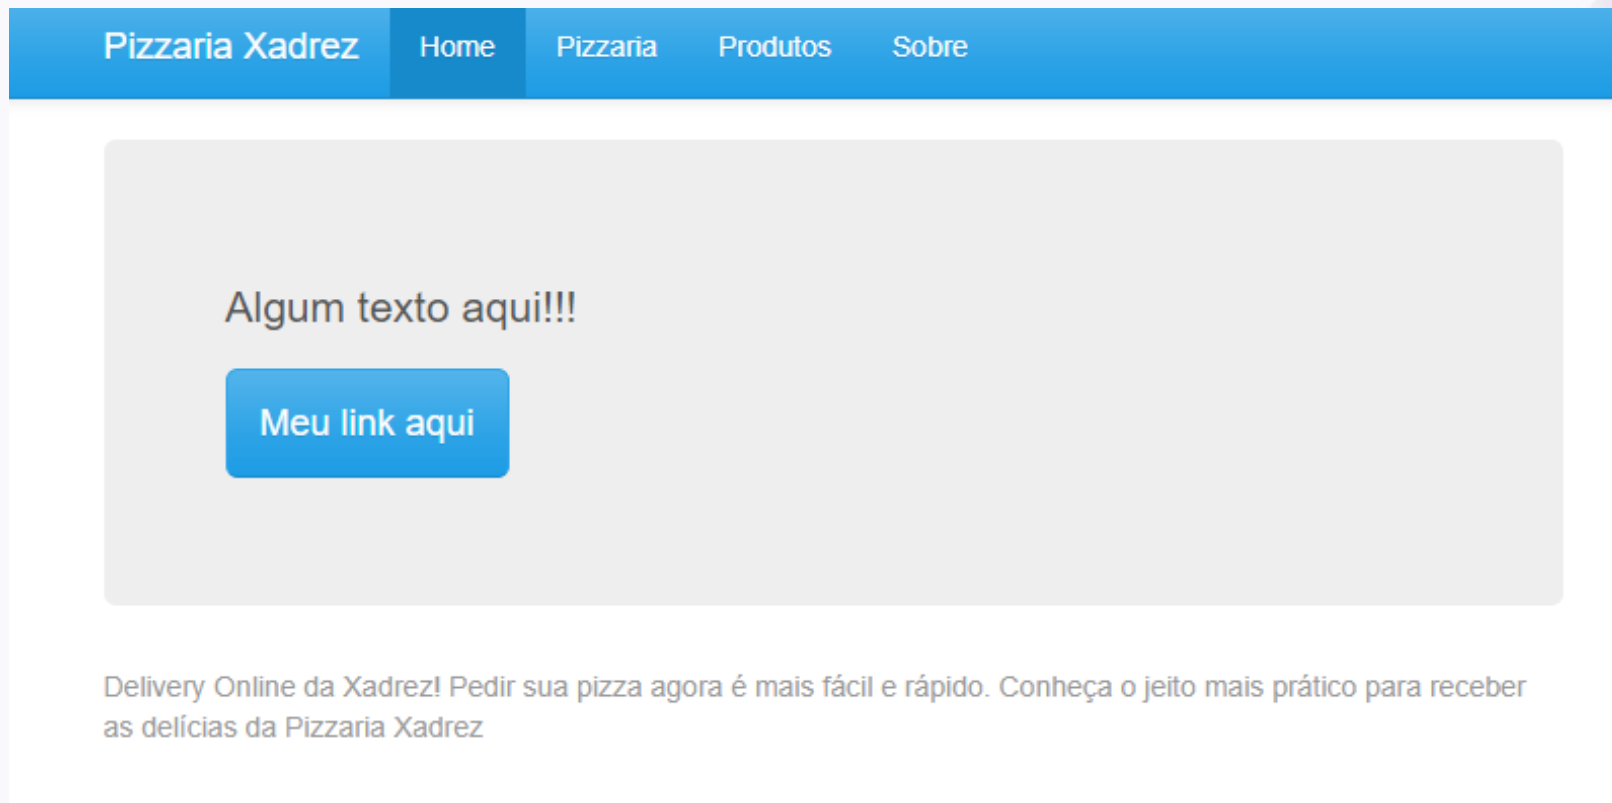 Pizzaria Xadrez Home Pizzaria Produtos Sobre
Algum texto aqui!!!
Meu link aqui
Delivery Online da Xadrez! Pedir sua pizza agora é mais fácil e rápido. Conheça o jeito mais prático para receber
as delícias da Pizzaria Xadrez